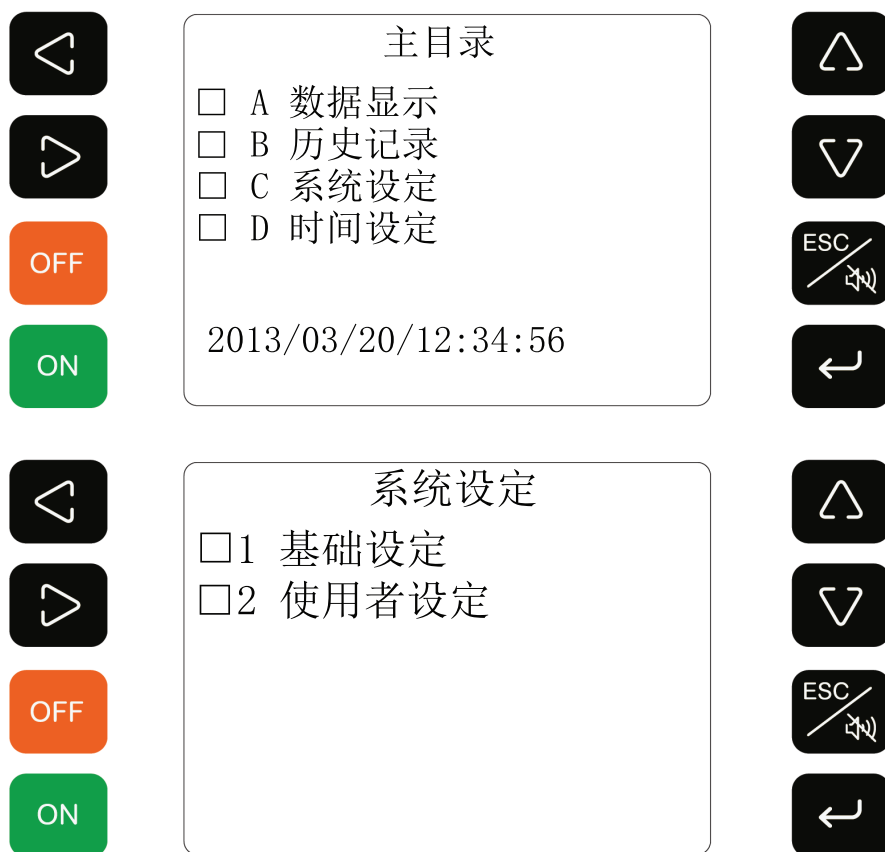 主目录
□ A 数据显示
□ B 历史记录
□ C 系统设定
□ D 时间设定
OFF
ESC
2013/03/20/12:34:56
ON
系统设定
□1 基础设定
□2 使用者设定
OFF
ESC
ON